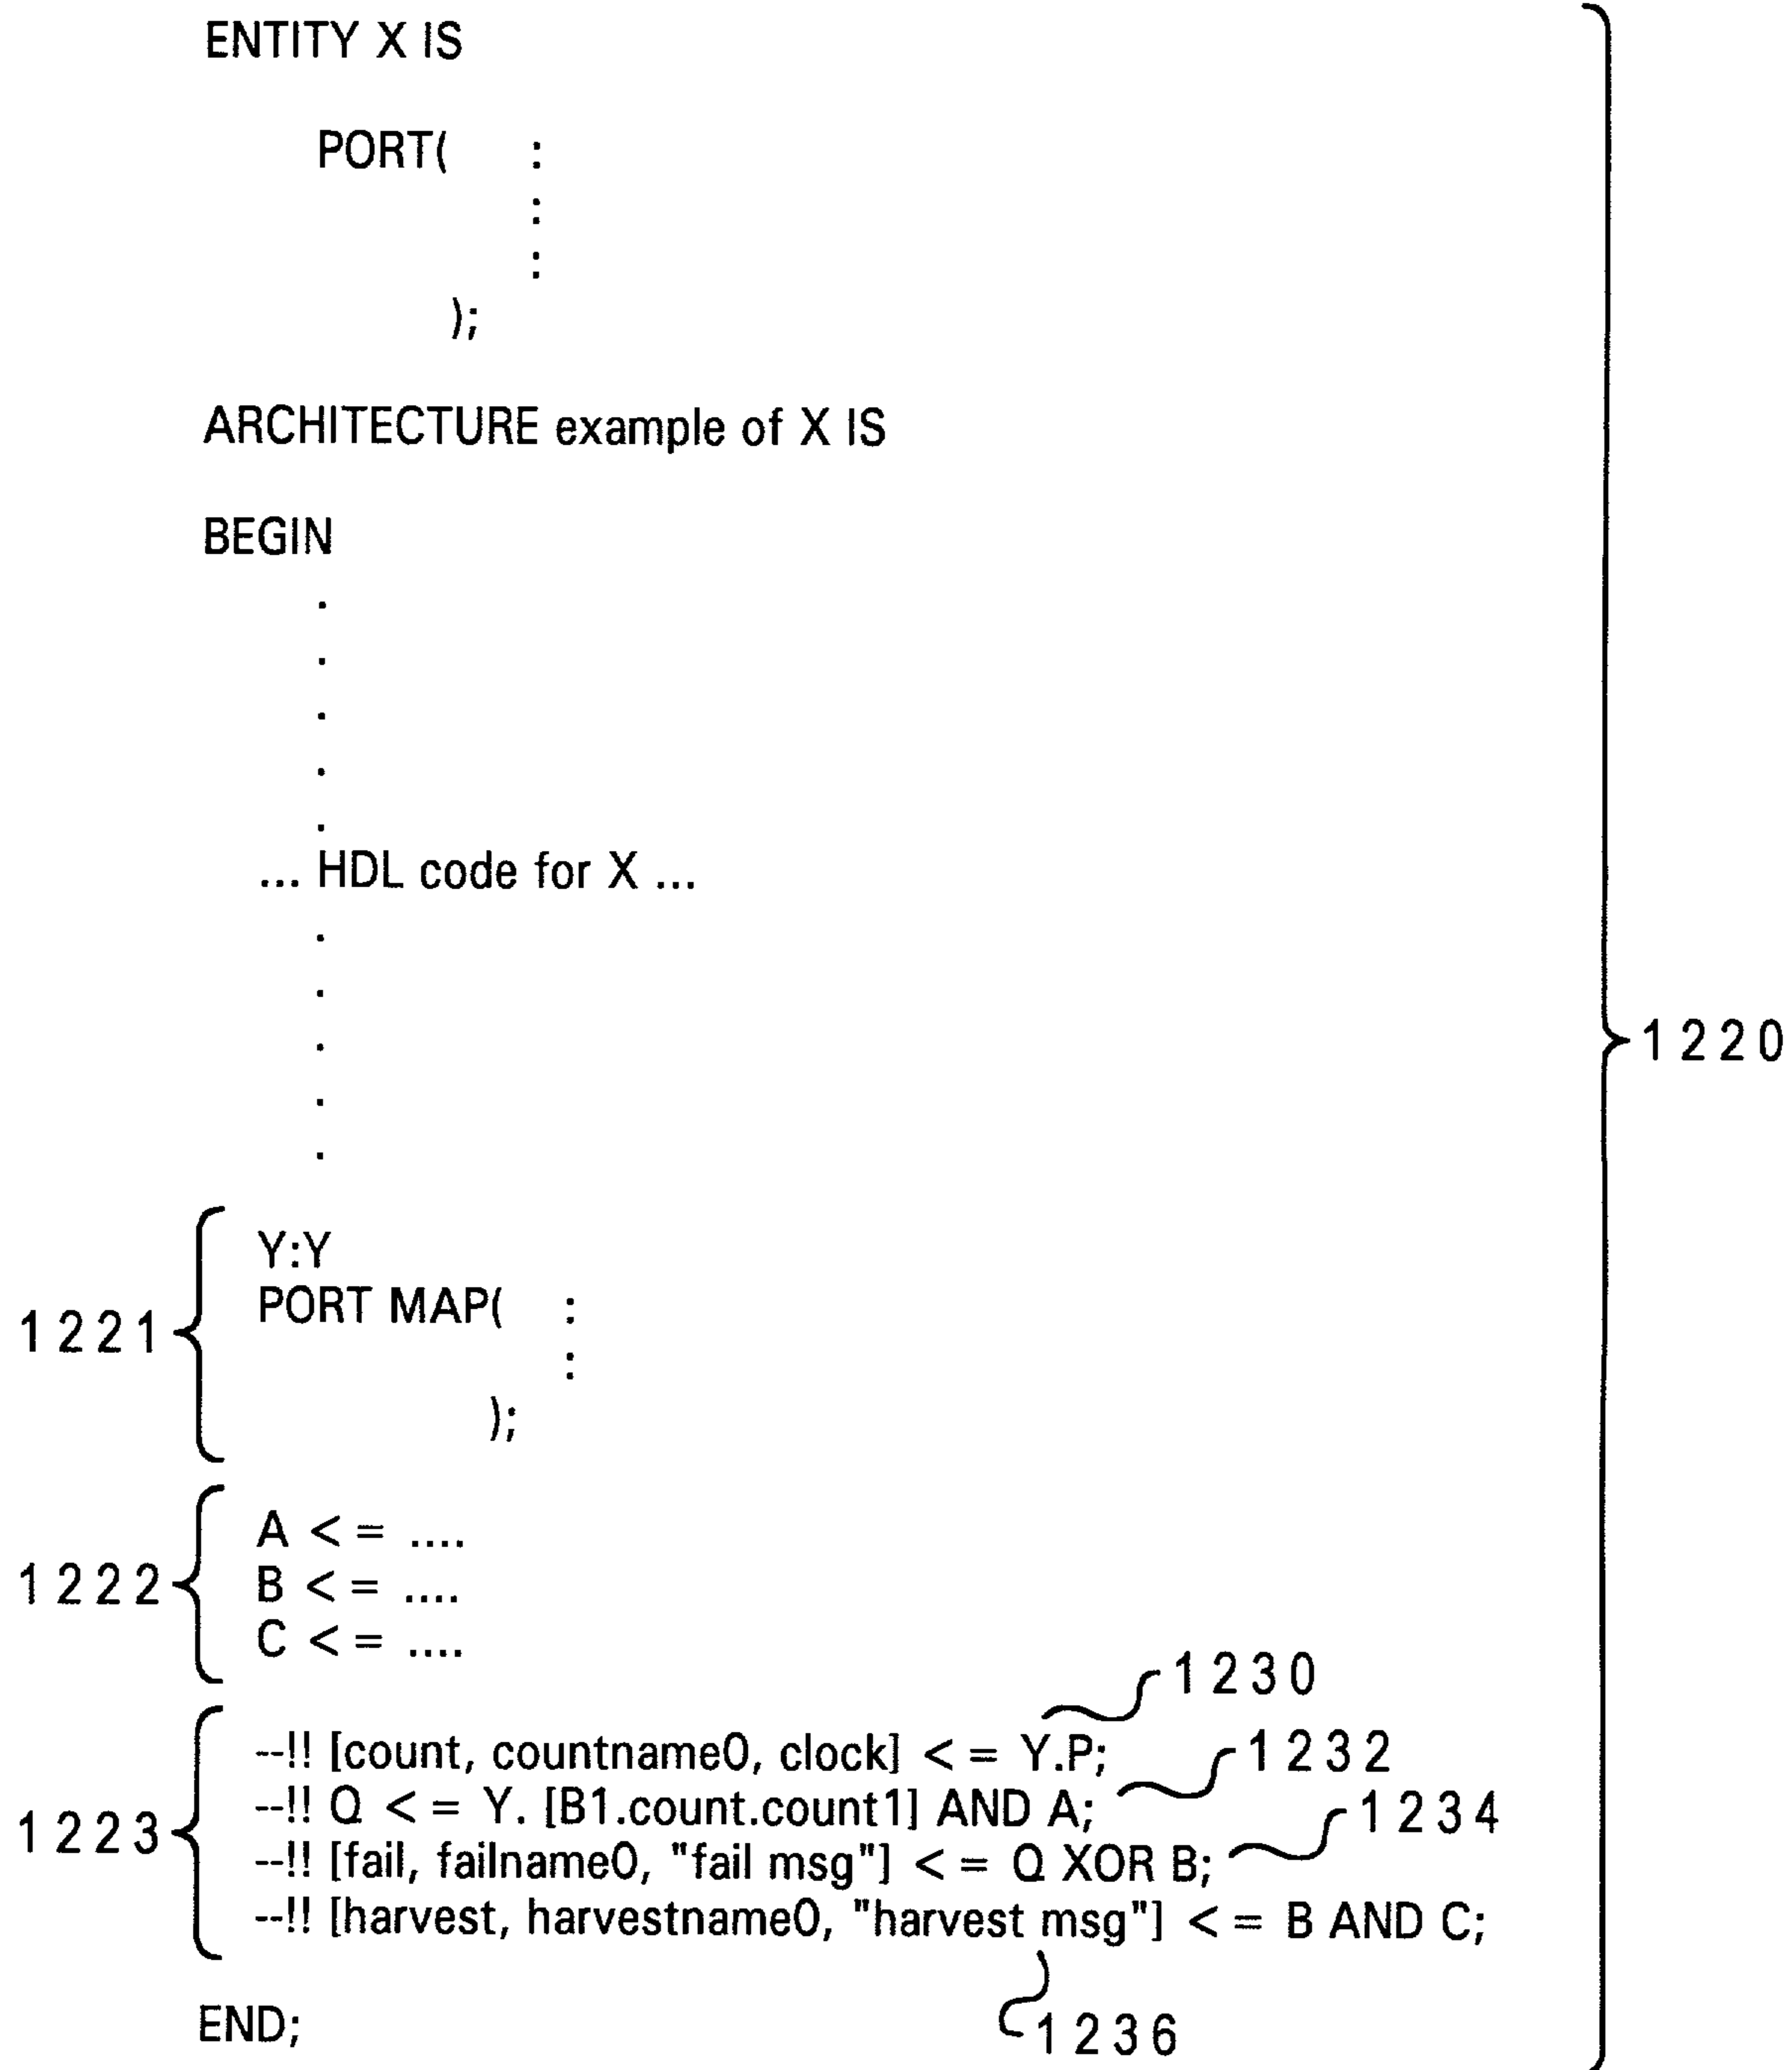 ENTITY X IS
PORT( :
:
:
);
ARCHITECTURE example of X IS
BEGIN
.
.
.
.
.
... HDL code for X ...
.
.
.
.
.
1220
Y:Y
PORT MAP( :
1221
:
);
A < = ....
1222 B < = ....
C < = ....
1230
--!! [count, countname0, clock] < = Y.P; 1232
--!! Q < = Y. [B1.count.count1] AND A; 1234
1223
--!! [fail, failname0, "fail msg"] < = Q XOR B;
--!! [harvest, harvestname0, "harvest msg"] < = B AND C;
END; 1236